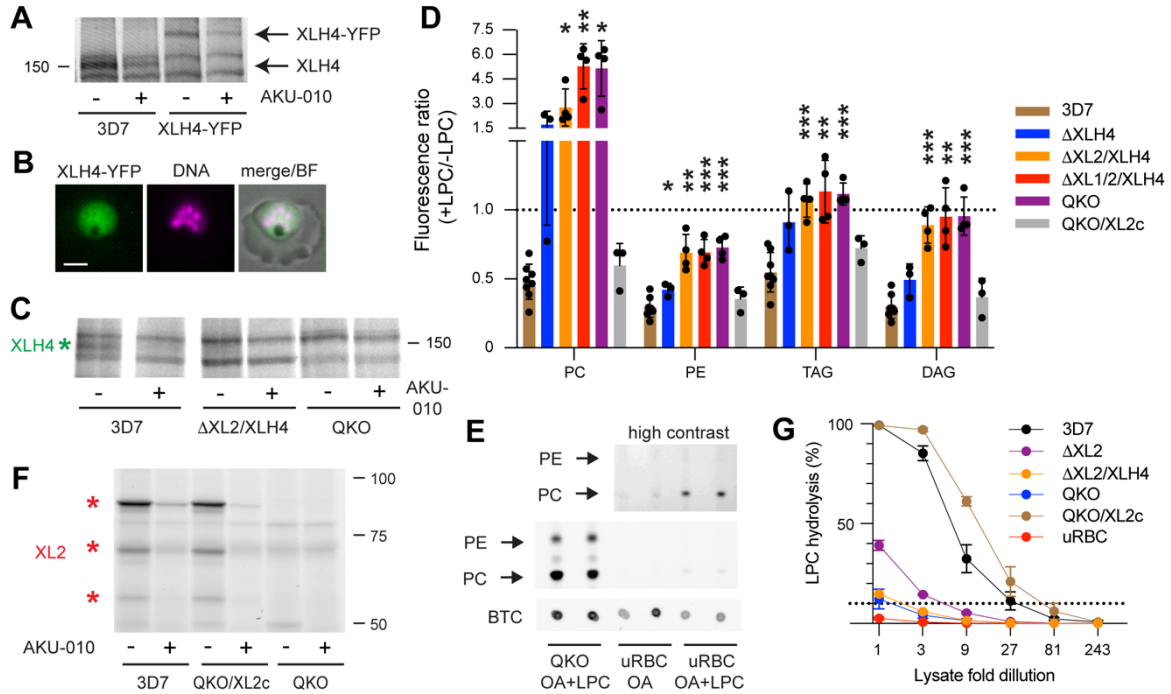 A
XLH4-YFP
150
XLH4
- + - +
AKU-010
3D7 XLH4-YFP
B
XLH4-YFP DNA merge/BF
C
XLH4 *
150
- + - + - +
AKU-
010
3D7 ΔXL2/XLH4 QKO
D
Fluorescence ratio
(+LPC/-LPC)
7.5
6.0
4.5
3.0
1.5
1.0
0.5
0
* ** *
* ** *** ***
*** ** ***
*** ** ***
PC PE TAG DAG
3D7
ΔXLH4
ΔXL2/XLH4
ΔXL1/2/XLH4
QKO
QKO/XL2c
E
high contrast
PE
PC
PE
PC
BTC
QKO uRBC uRBC
OA+LPC OA OA+LPC
F
100
*
75
XL2 *
*
50
AKU-010 - + - + - +
3D7 QKO/XL2c QKO
G
LPC hydrolysis (%)
100
50
1 3 9 27 81 243
Lysate fold dillution
3D7
ΔXL2
ΔXL2/XLH4
QKO
QKO/XL2c
uRBC